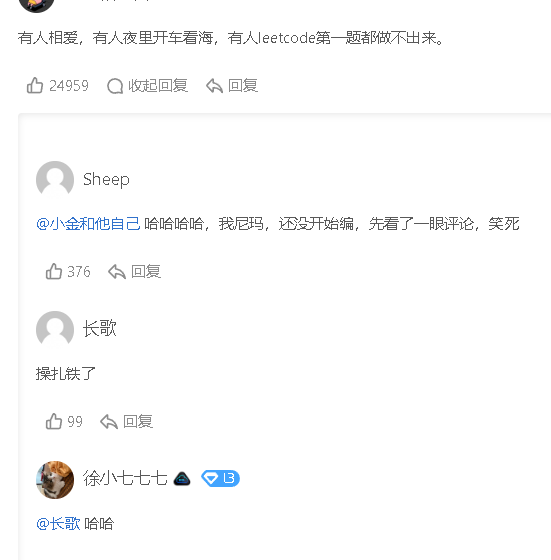 有人相爱，有人夜里开车看海，有人leetcode第一题都做不出来。
24959 收起回复 回复
Sheep
@小金和他自己 哈哈哈哈，我尼玛，还没开始编，先看了一眼评论，笑死
376 回复
长歌
操扎铁了
99 回复
徐小七七七 L3
@长歌 哈哈